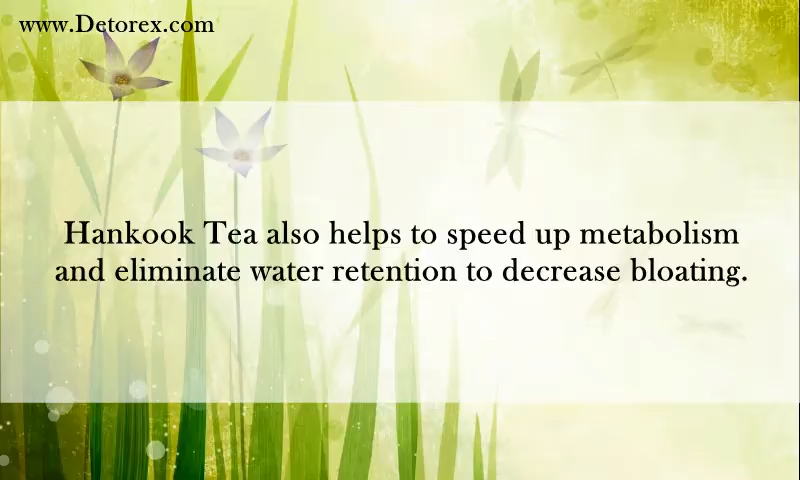 www.Detorex.com
Hankook Tea also helps to speed up metabolism
and eliminate water retention to decrease bloating.